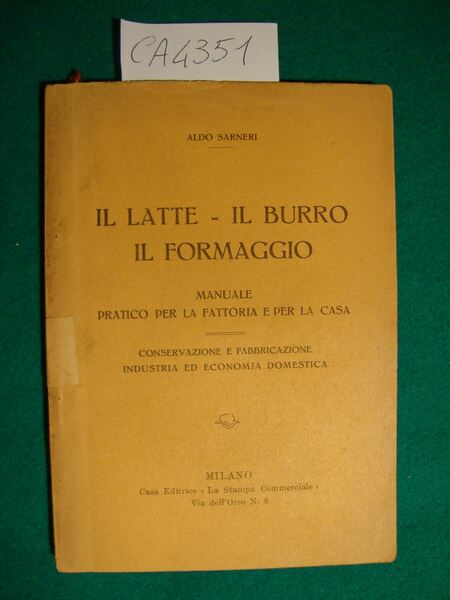 CA4351
ALDO SARNERI
IL LATTE - IL BURRO
IL FORMAGGIO
MANUALE
PRATICO PER LA FATTORIA E PER LA CASA
CONSERVAZIONE E FABBRICAZIONE
INDUSTRIA ED ECONOMIA DOMESTICA
MILANO
Casa Editrice « La Stampa Commerciale »
Via dell'Orso N. 8